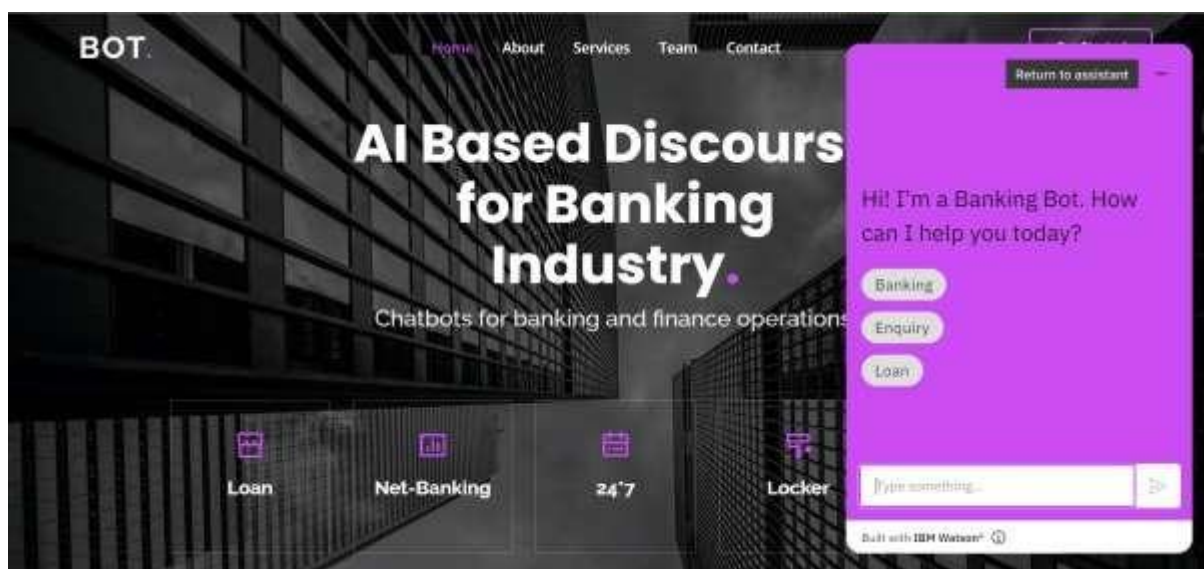 BOT.
Home About Services Team Contact
Return to assistant
AI Based Discours
for Banking
Industry.
Chatbots for banking and finance operations
Hi! I'm a Banking Bot. How
can I help you today?
Banking
Enquiry
Loan
Loan Net-Banking 24*7 Locker
Type something...
Built with IBM Watson®